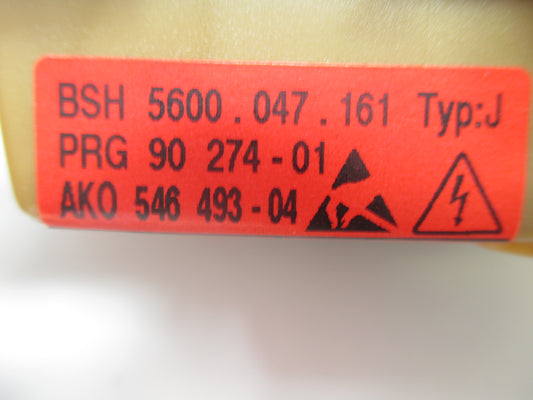 BSH 5600.047.161 Typ:J
PRG 90 274-01
AKO 546 493-04